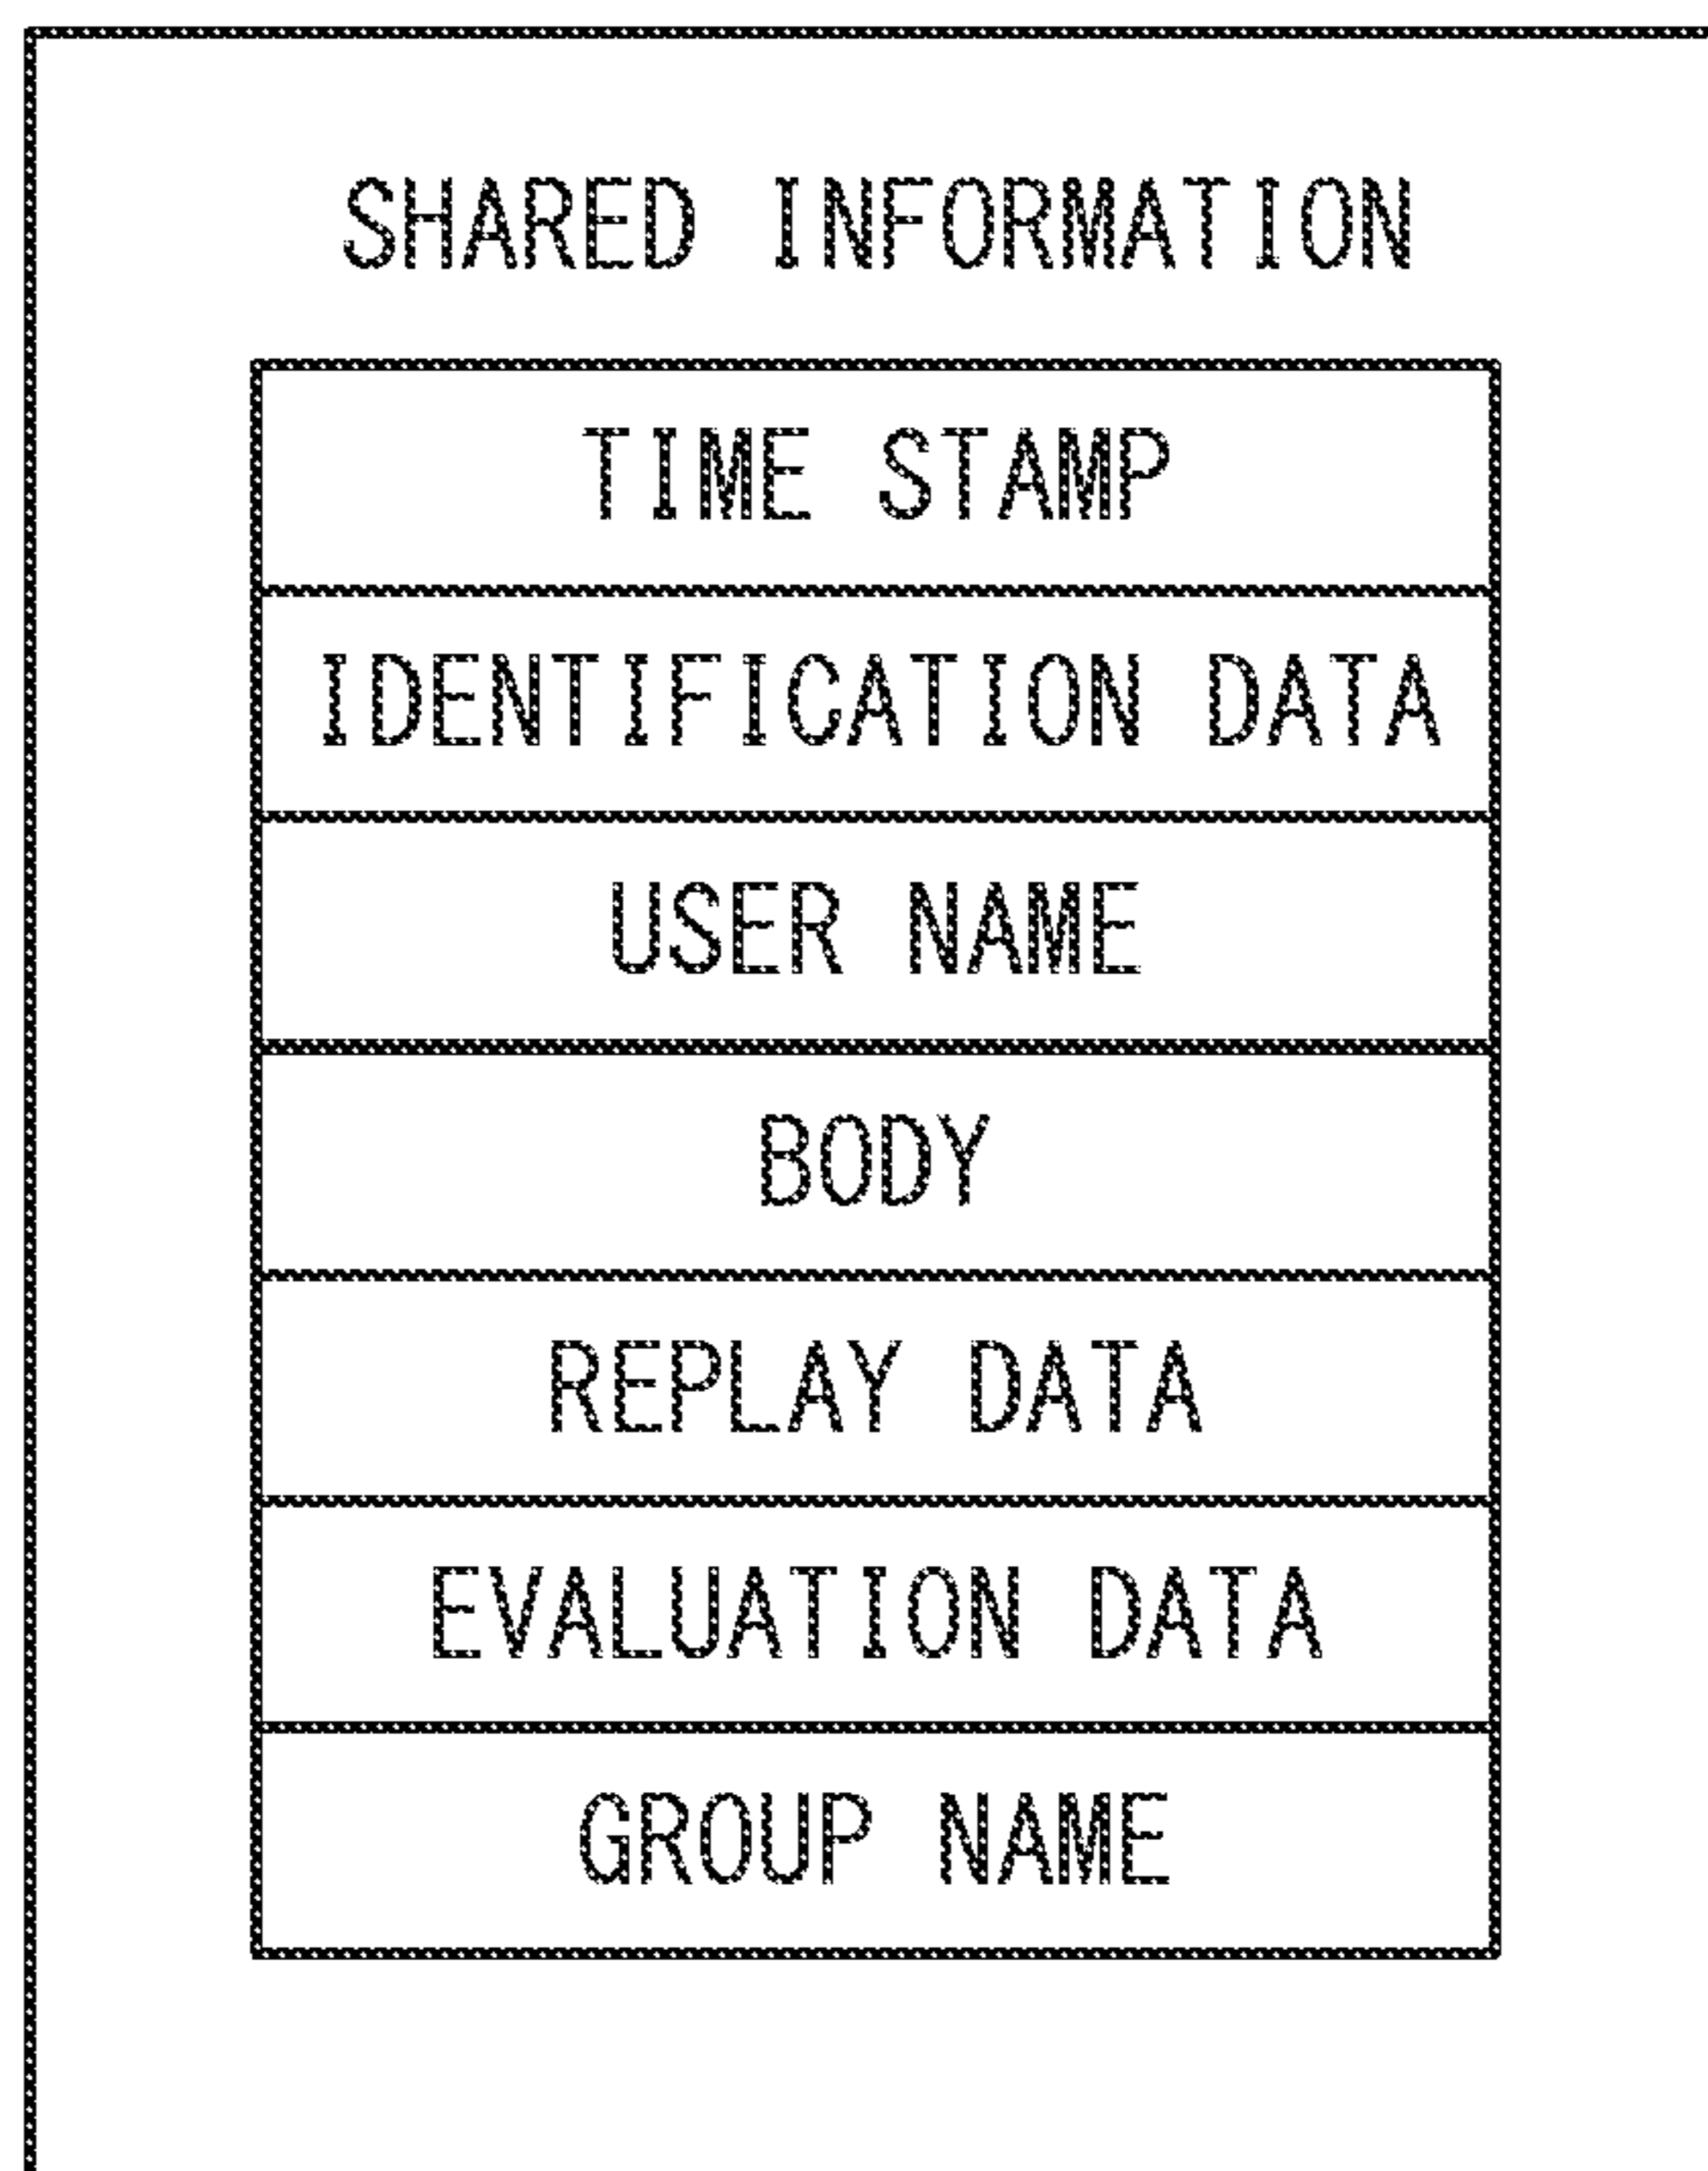 SHARED INFORMATION
TIME STAMP
IDENTIFICATION DATA
USER NAME
BODY
REPLAY DATA
EVALUATION DATA
GROUP NAME